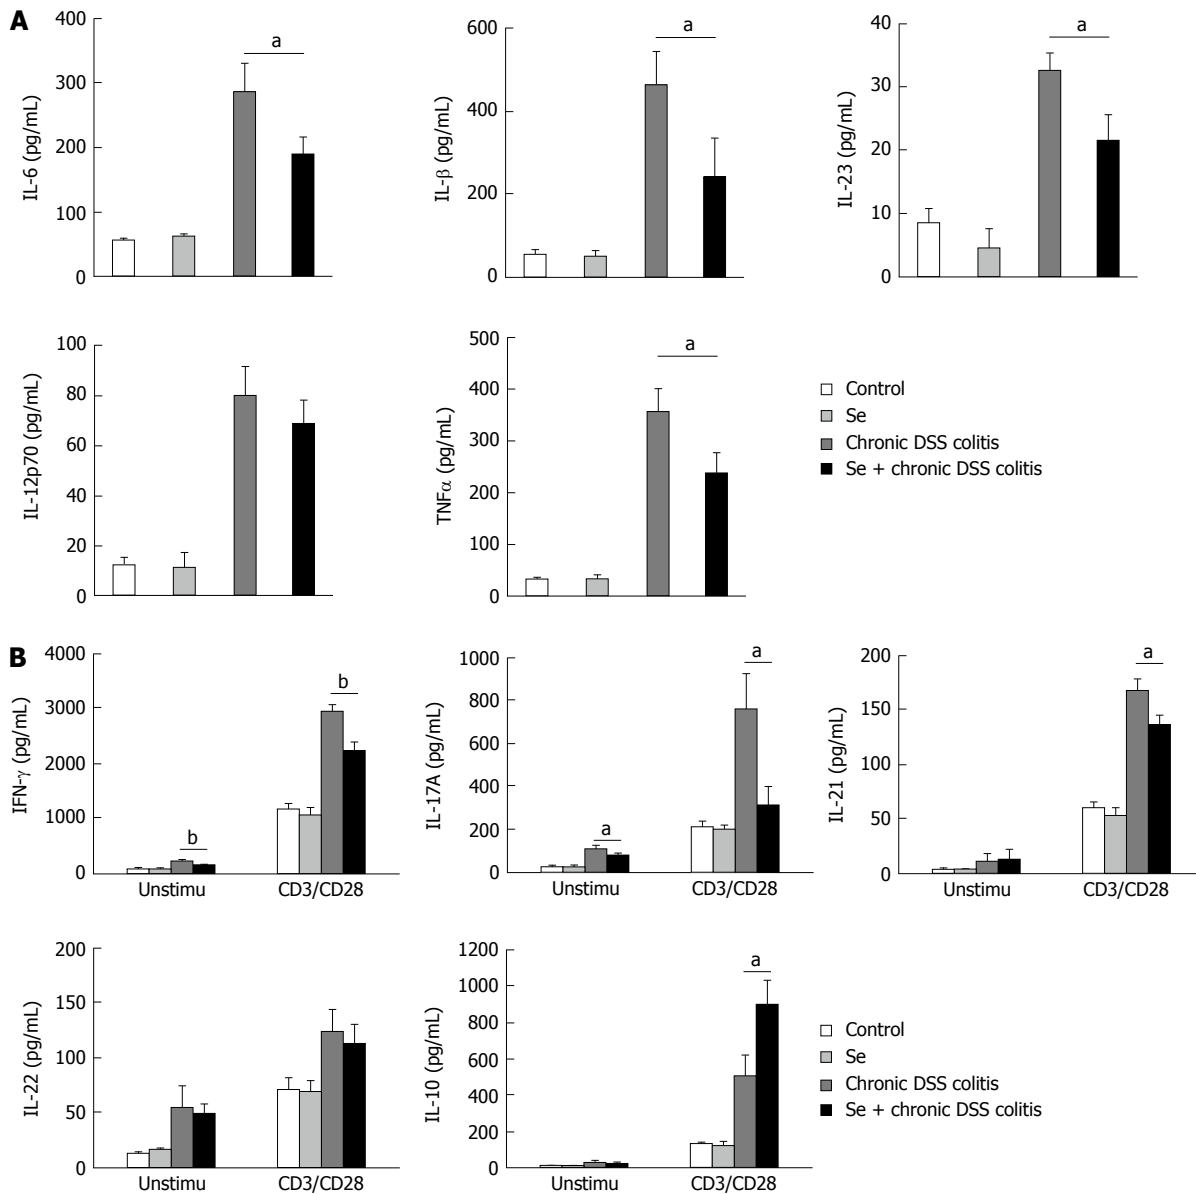 A
IL-6 (pg/mL)
400
300
200
100
0
a
IL-β (pg/mL)
600
400
200
0
a
IL-23 (pg/mL)
40
30
20
10
0
a
IL-12p70 (pg/mL)
100
80
60
40
20
0
TNFα (pg/mL)
500
400
300
200
100
0
a
Control
Se
Chronic DSS colitis
Se + chronic DSS colitis
B
IFN-γ (pg/mL)
4000
3000
2000
1000
0
b
b
Unstimu CD3/CD28
IL-17A (pg/mL)
1000
800
600
400
200
0
a
a
Unstimu CD3/CD28
IL-21 (pg/mL)
200
150
100
50
0
a
Unstimu CD3/CD28
IL-22 (pg/mL)
200
150
100
50
0
Unstimu CD3/CD28
IL-10 (pg/mL)
1200
1000
800
600
400
200
0
a
Unstimu CD3/CD28
Control
Se
Chronic DSS colitis
Se + chronic DSS colitis